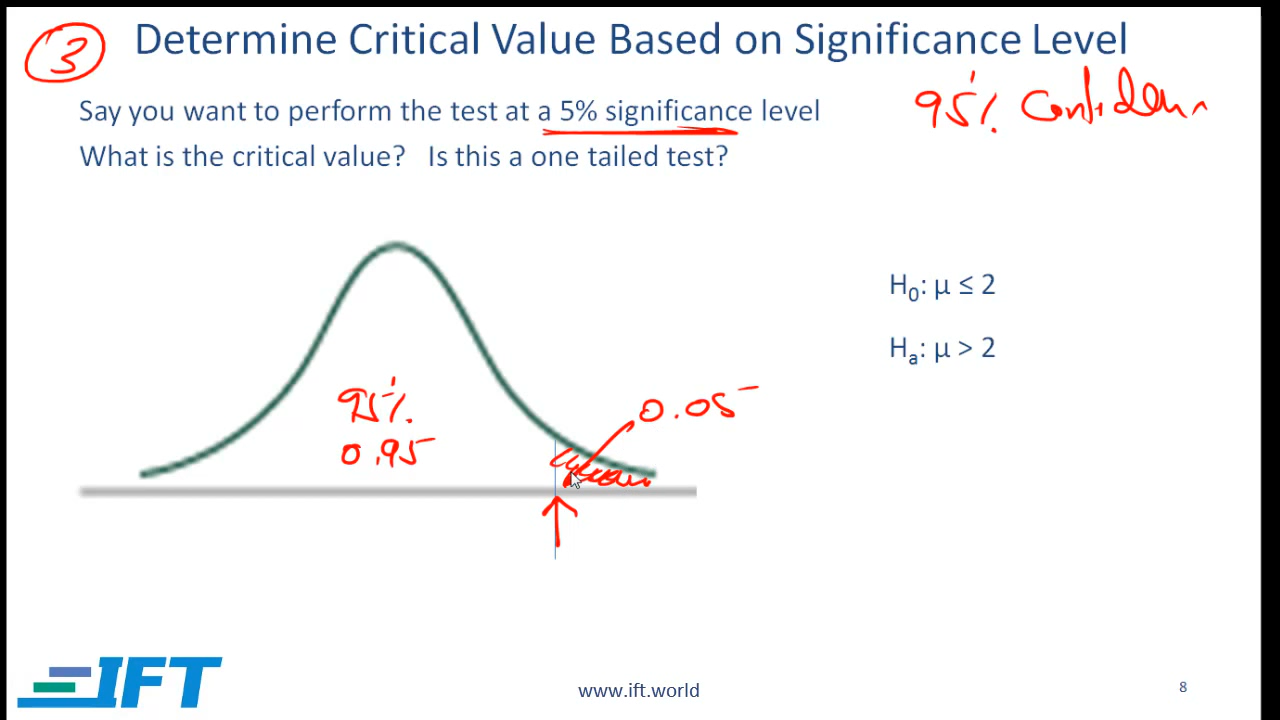 3
Determine Critical Value Based on Significance Level
95% Confiden
Say you want to perform the test at a 5% significance level
What is the critical value? Is this a one tailed test?
H₀: μ ≤ 2
Hₐ: μ > 2
95%
0.95
0.05
IFT
www.ift.world
8